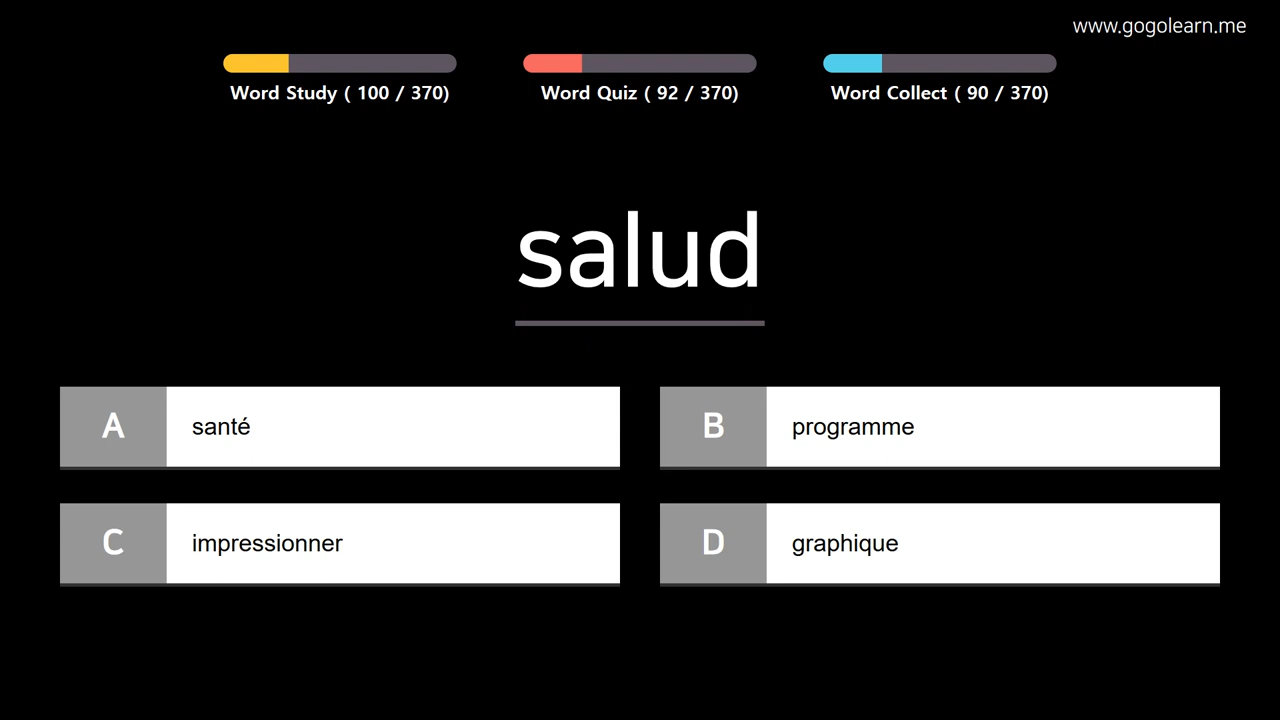 www.gogolearn.me
Word Study ( 100 / 370)
Word Quiz ( 92 / 370)
Word Collect ( 90 / 370)
salud
A santé
B programme
C impressionner
D graphique